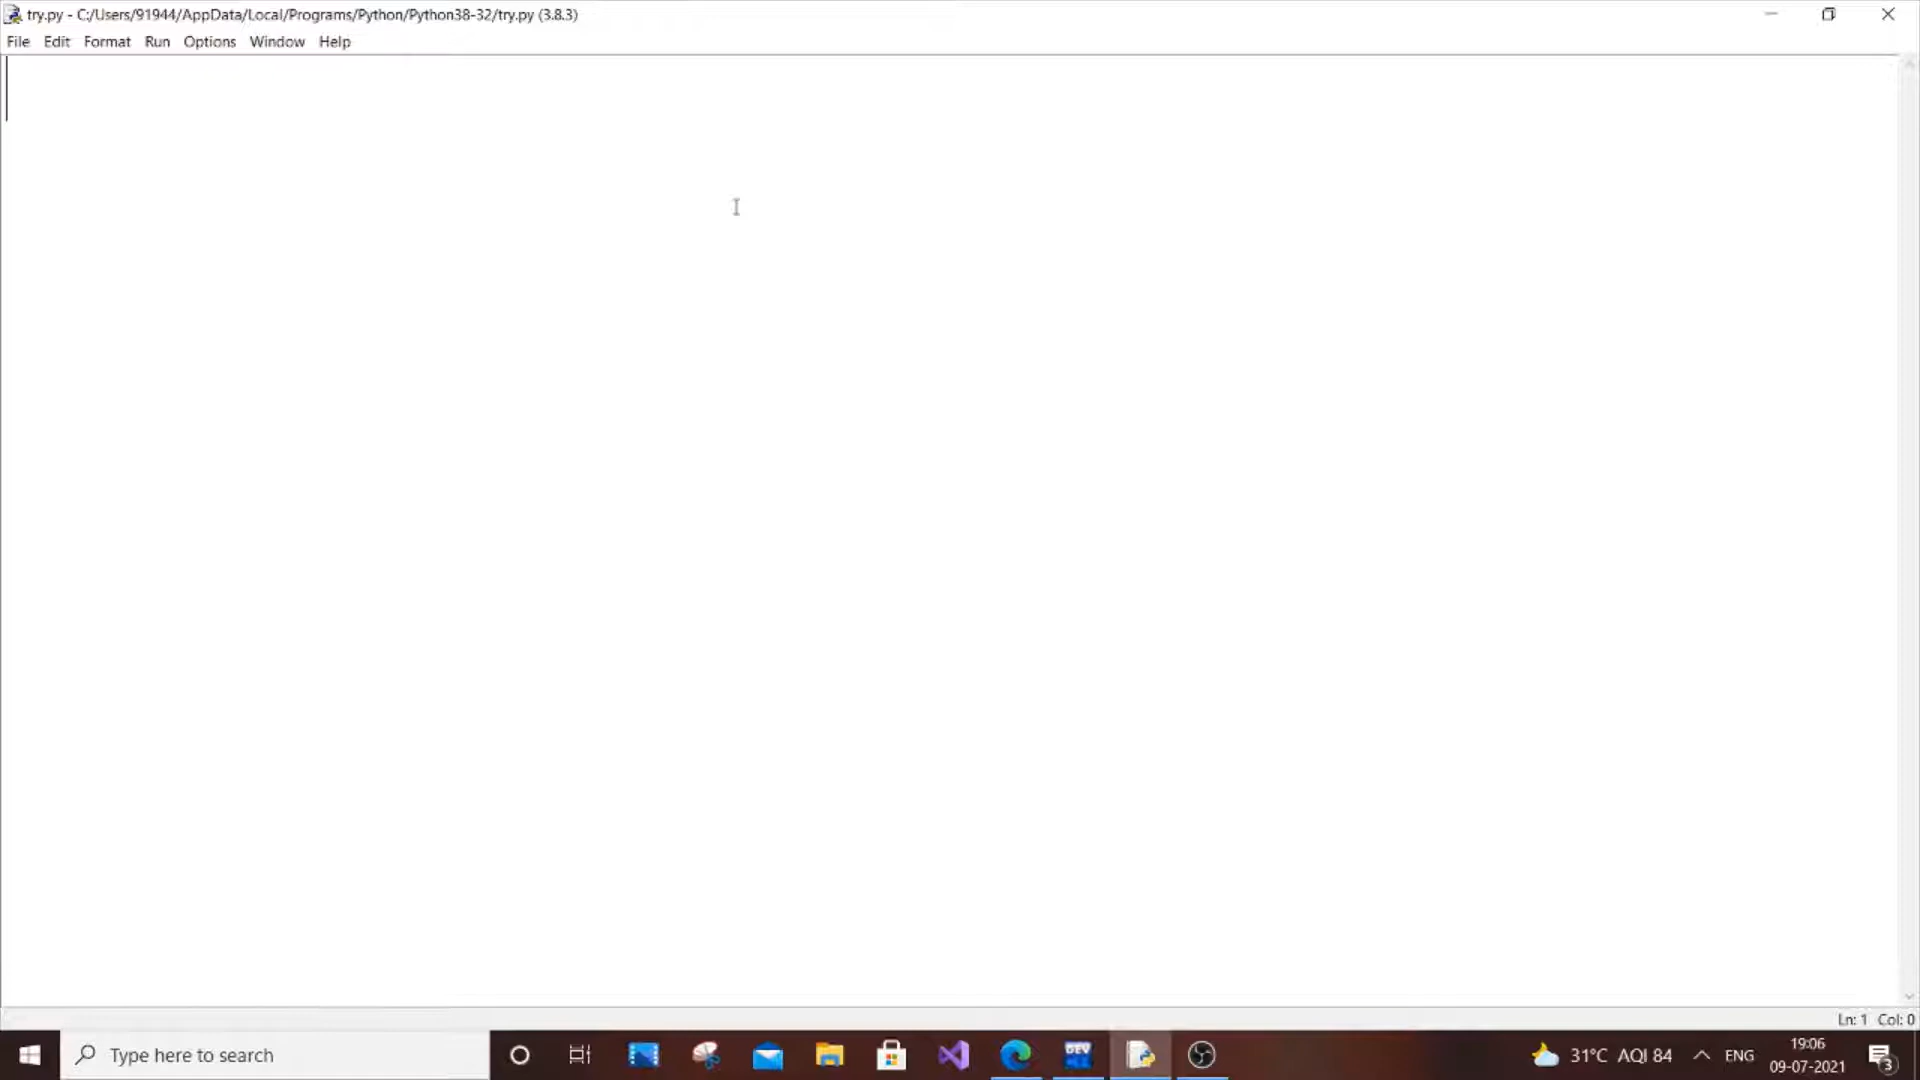 try.py - C:/Users/91944/AppData/Local/Programs/Python/Python38-32/try.py (3.8.3)
File Edit Format Run Options Window Help
Ln: 1 Col: 0
Type here to search
DEV
31°C AQI 84
ENG
19:06
09-07-2021
3